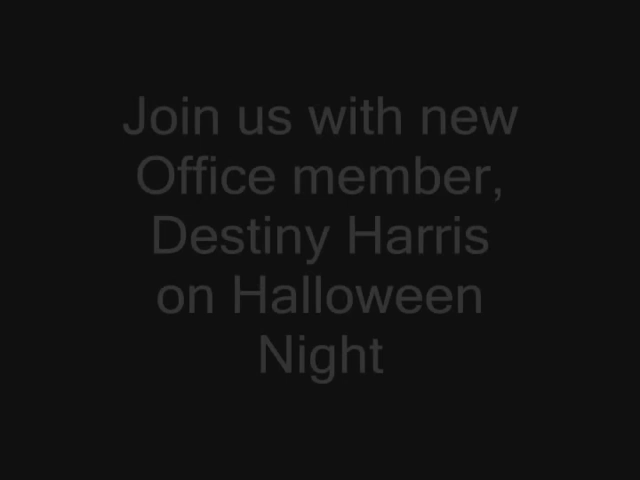 Join us with new
Office member,
Destiny Harris
on Halloween
Night